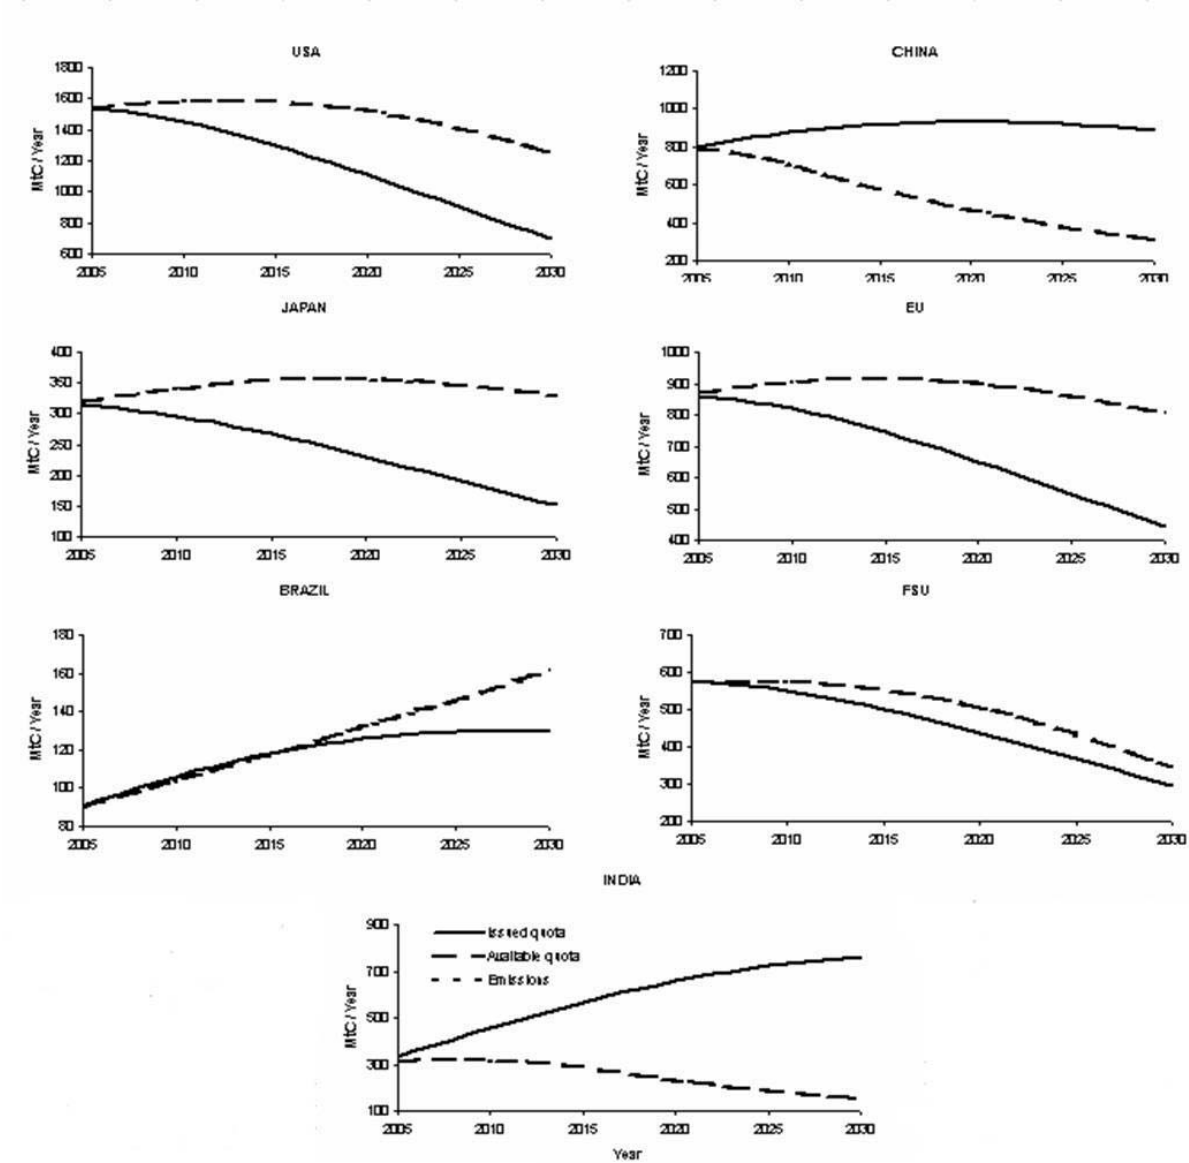 USA
MtC / Year
1800
1600
1400
1200
1000
800
600
2005 2010 2015 2020 2025 2030
CHINA
MtC / Year
1200
1000
800
600
400
200
2005 2010 2015 2020 2025 2030
JAPAN
MtC / Year
400
350
300
250
200
150
100
2005 2010 2015 2020 2025 2030
EU
MtC / Year
1000
900
800
700
600
500
400
2005 2010 2015 2020 2025 2030
BRAZIL
MtC / Year
180
160
140
120
100
80
2005 2010 2015 2020 2025 2030
FSU
MtC / Year
700
600
500
400
300
200
2005 2010 2015 2020 2025 2030
INDIA
MtC / Year
900
700
500
300
100
Issued quota
Available quota
Emissions
2005 2010 2015 2020 2025 2030
Year